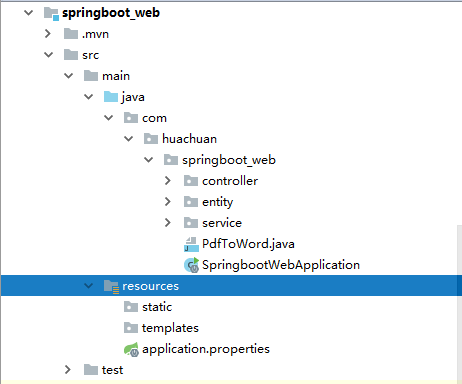 springboot_web
.mvn
src
main
java
com
huachuan
springboot_web
controller
entity
service
PdfToWord.java
SpringbootWebApplication
resources
static
templates
application.properties
test